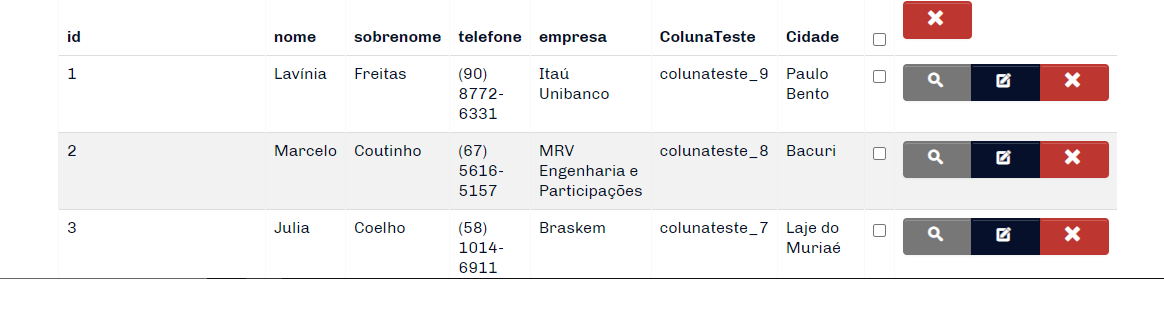 id nome sobrenome telefone empresa ColunaTeste Cidade
1 Lavínia Freitas (90) Itaú colunateste_9 Paulo
8772- Unibanco Bento
6331
2 Marcelo Coutinho (67) MRV colunateste_8 Bacuri
5616- Engenharia e
5157 Participações
3 Julia Coelho (58) Braskem colunateste_7 Laje do
1014- Muriaé
6911